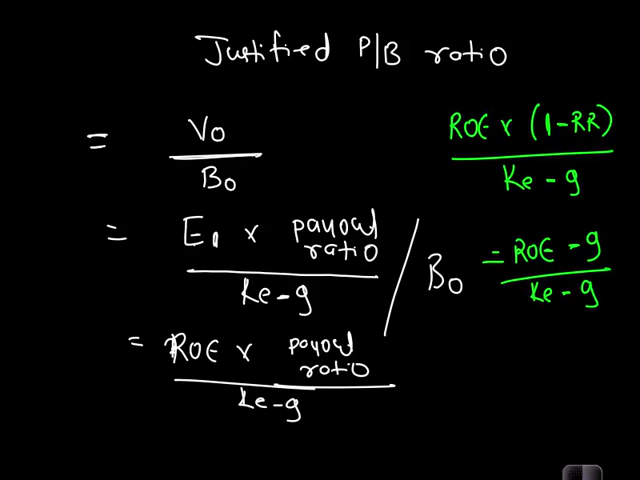 Justified P/B ratio
= V0 / B0
= E1 x payout ratio / Ke-g / B0
= ROE x payout ratio / Ke-g
ROE x (1-RR) / Ke-g
= ROE-g / Ke-g